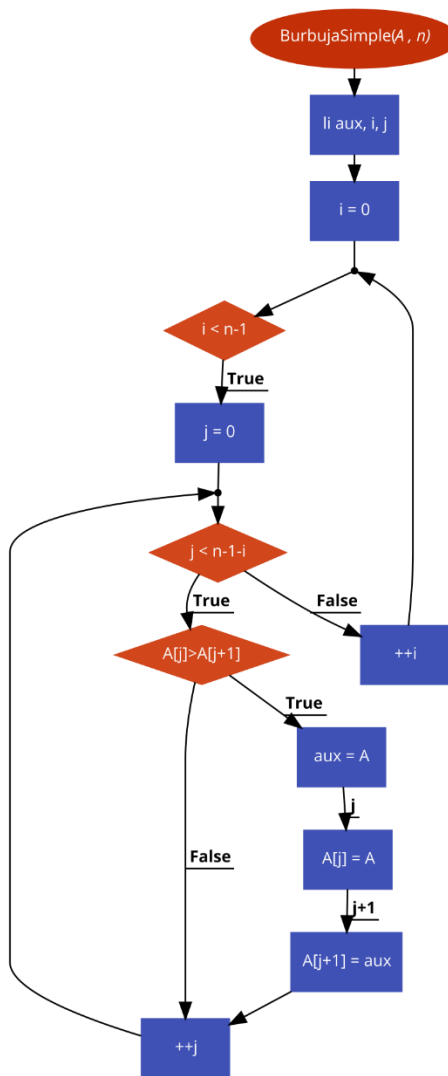 BurbujaSimple(A , n)
li aux, i, j
i = 0
i < n-1
True
j = 0
j < n-1-i
True
False
A[j]>A[j+1]
++i
True
aux = A
j
A[j] = A
False
j+1
A[j+1] = aux
++j